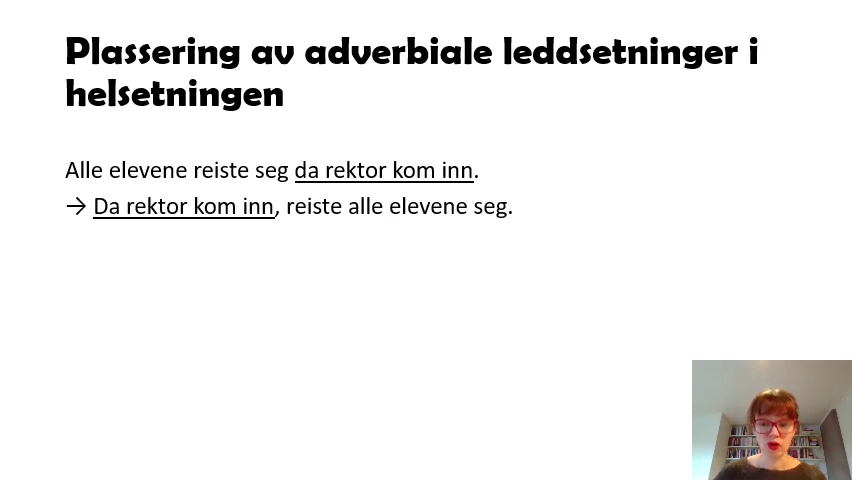 Plassering av adverbiale leddsetninger i
helsetningen
Alle elevene reiste seg da rektor kom inn.
→ Da rektor kom inn, reiste alle elevene seg.